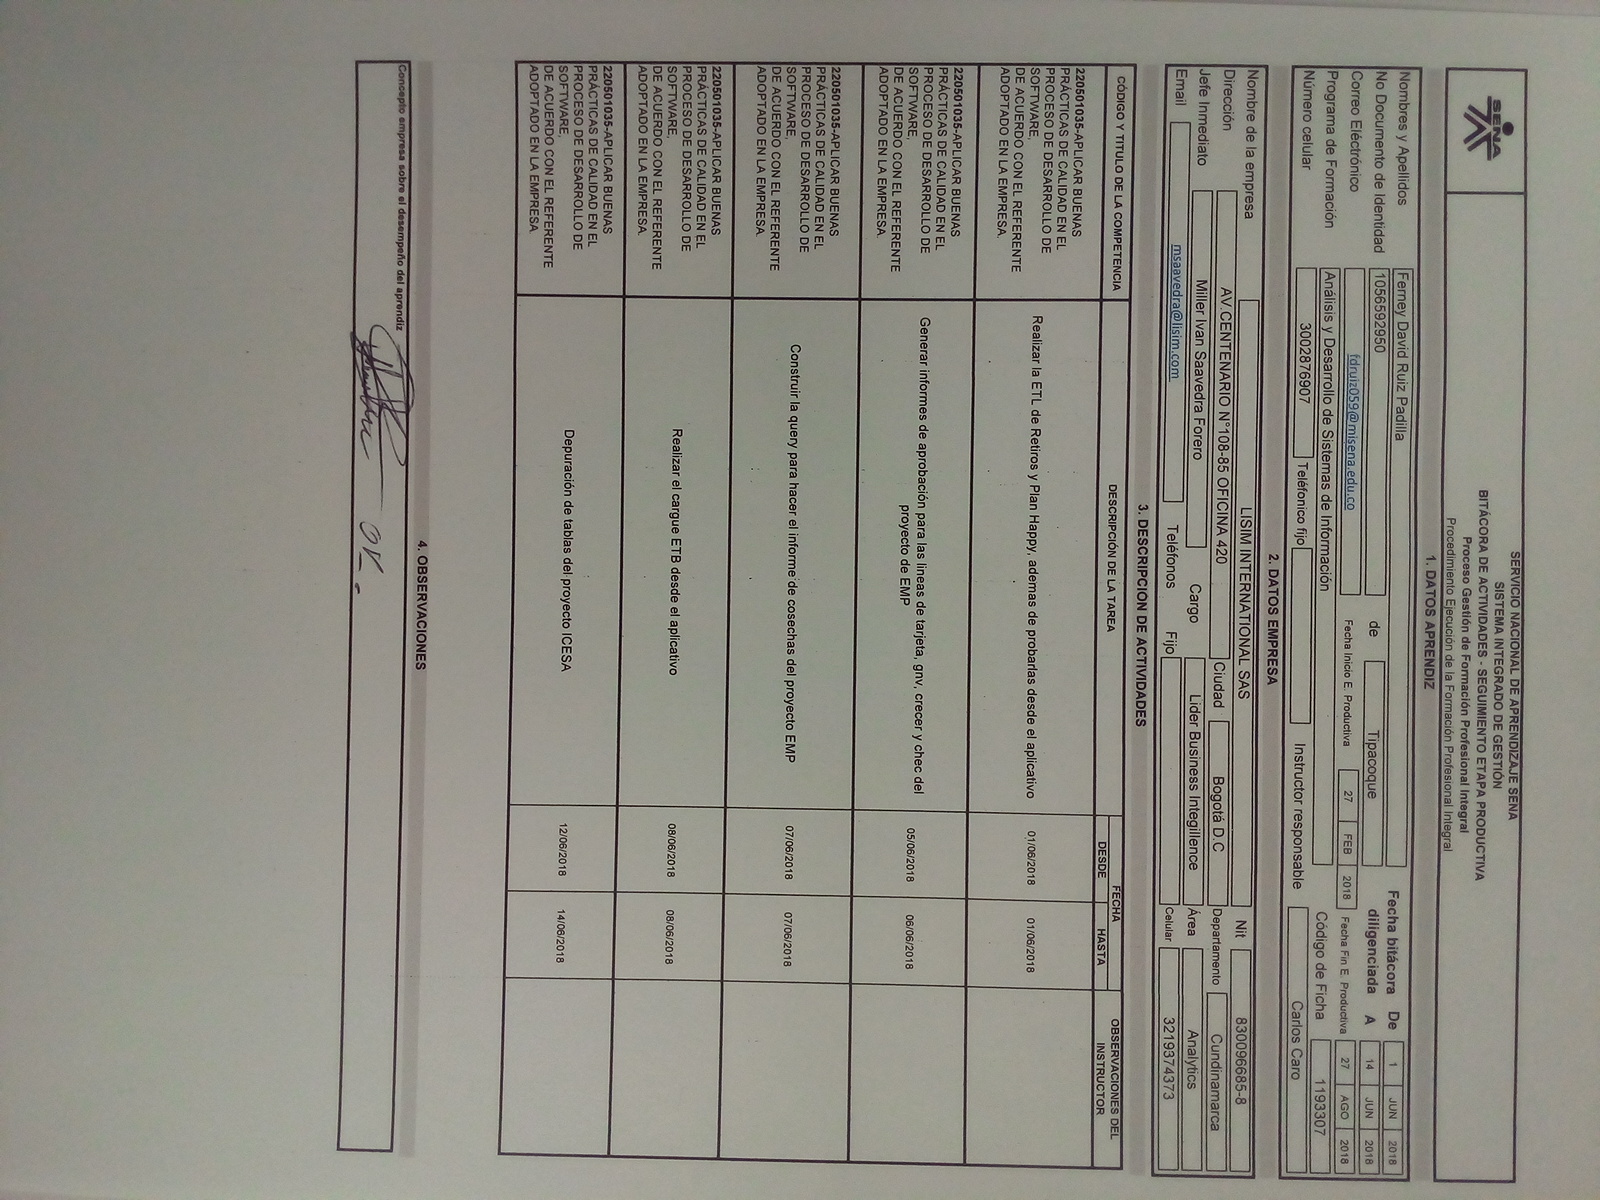 SENA
SERVICIO NACIONAL DE APRENDIZAJE SENA
SISTEMA INTEGRADO DE GESTIÓN
BITÁCORA DE ACTIVIDADES - SEGUIMIENTO ETAPA PRODUCTIVA
Proceso Gestión de Formación Profesional Integral
Procedimiento Ejecución de la Formación Profesional Integral
1. DATOS APRENDIZ
Nombres y Apellidos Ferney David Ruiz Padilla Fecha bitácora diligenciada De 1 JUN 2018
No Documento de Identidad 1056592950 de Tipacoque A 14 JUN 2018
Correo Eléctrónico fdruiz059@misena.edu.co Fecha Inicio E. Productiva 27 FEB 2018 Fecha Fin E. Productiva 27 AGO 2018
Programa de Formación Análisis y Desarrollo de Sistemas de Información Código de Ficha 1193307
Número celular 3002876907 Teléfonico fijo Instructor responsable Carlos Caro
2. DATOS EMPRESA
Nombre de la empresa LISIM INTERNATIONAL SAS Nit 830096685-8
Dirección AV.CENTENARIO N°108-85 OFICINA 420 Ciudad Bogotá D.C Departamento Cundinamarca
Jefe Inmediato Miller Ivan Saavedra Forero Cargo Lider Business Integillence Área Analytics
Email msaavedra@lisim.com Teléfonos Fijo Celular 3219374373
3. DESCRIPCION DE ACTIVIDADES
CÓDIGO Y TITULO DE LA COMPETENCIA DESCRIPCIÓN DE LA TAREA FECHA OBSERVACIONES DEL INSTRUCTOR
DESDE HASTA
220501035-APLICAR BUENAS
PRÁCTICAS DE CALIDAD EN EL
PROCESO DE DESARROLLO DE
SOFTWARE,
DE ACUERDO CON EL REFERENTE
ADOPTADO EN LA EMPRESA.
Realizar la ETL de Retiros y Plan Happy, ademas de probarlas desde el aplicativo 01/06/2018 01/06/2018
220501035-APLICAR BUENAS
PRÁCTICAS DE CALIDAD EN EL
PROCESO DE DESARROLLO DE
SOFTWARE,
DE ACUERDO CON EL REFERENTE
ADOPTADO EN LA EMPRESA.
Generar informes de aprobación para las lineas de tarjeta, gnv, crecer y chec del
proyecto de EMP 05/06/2018 06/06/2018
220501035-APLICAR BUENAS
PRÁCTICAS DE CALIDAD EN EL
PROCESO DE DESARROLLO DE
SOFTWARE,
DE ACUERDO CON EL REFERENTE
ADOPTADO EN LA EMPRESA.
Construir la query para hacer el informe de cosechas del proyecto EMP 07/06/2018 07/06/2018
220501035-APLICAR BUENAS
PRÁCTICAS DE CALIDAD EN EL
PROCESO DE DESARROLLO DE
SOFTWARE,
DE ACUERDO CON EL REFERENTE
ADOPTADO EN LA EMPRESA.
Realizar el cargue ETB desde el aplicativo 08/06/2018 08/06/2018
220501035-APLICAR BUENAS
PRÁCTICAS DE CALIDAD EN EL
PROCESO DE DESARROLLO DE
SOFTWARE,
DE ACUERDO CON EL REFERENTE
ADOPTADO EN LA EMPRESA.
Depuración de tablas del proyecto ICESA 12/06/2018 14/06/2018
4. OBSERVACIONES
Concepto empresa sobre el desempeño del aprendiz
OK.